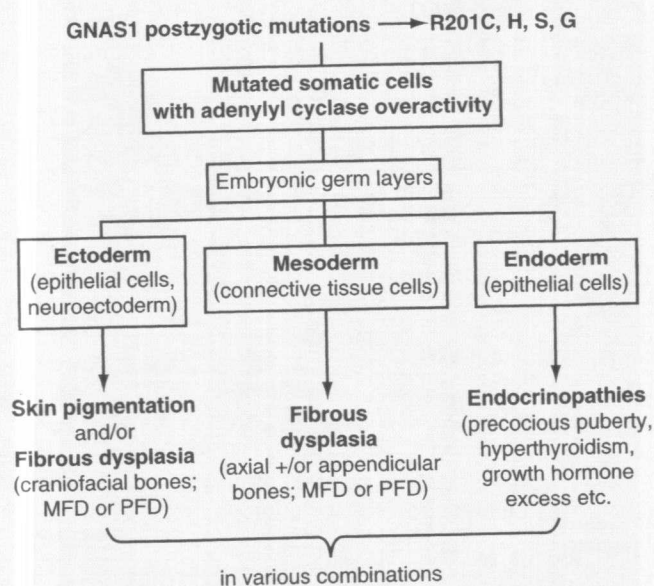 GNAS1 postzygotic mutations → R201C, H, S, G
Mutated somatic cells
with adenylyl cyclase overactivity
Embryonic germ layers
Ectoderm
(epithelial cells,
neuroectoderm)
Mesoderm
(connective tissue cells)
Endoderm
(epithelial cells)
Skin pigmentation
and/or
Fibrous dysplasia
(craniofacial bones;
MFD or PFD)
Fibrous
dysplasia
(axial +/or appendicular
bones; MFD or PFD)
Endocrinopathies
(precocious puberty,
hyperthyroidism,
growth hormone
excess etc.
in various combinations